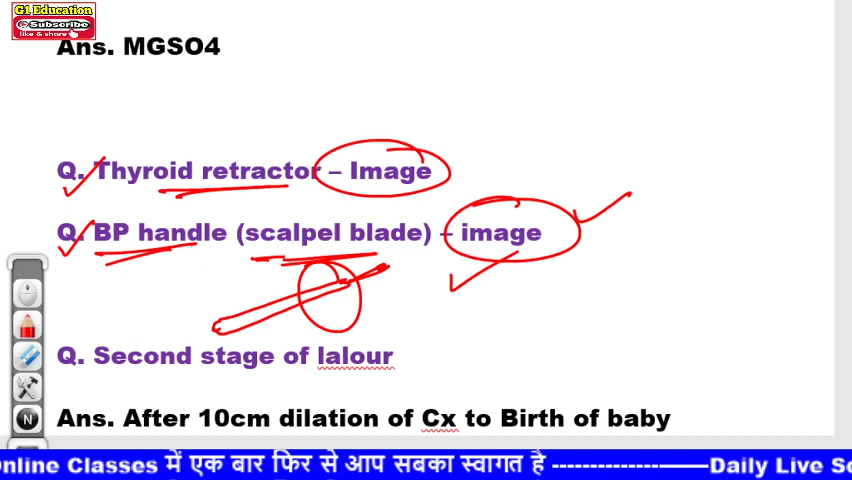 G1 Education
Subscribe
like & share
Ans. MGSO4
Q. Thyroid retractor – Image
Q. BP handle (scalpel blade) – image
Q. Second stage of lalour
Ans. After 10cm dilation of Cx to Birth of baby
N
Online Classes में एक बार फिर से आप सबका स्वागत है ---------------——Daily Live Sc